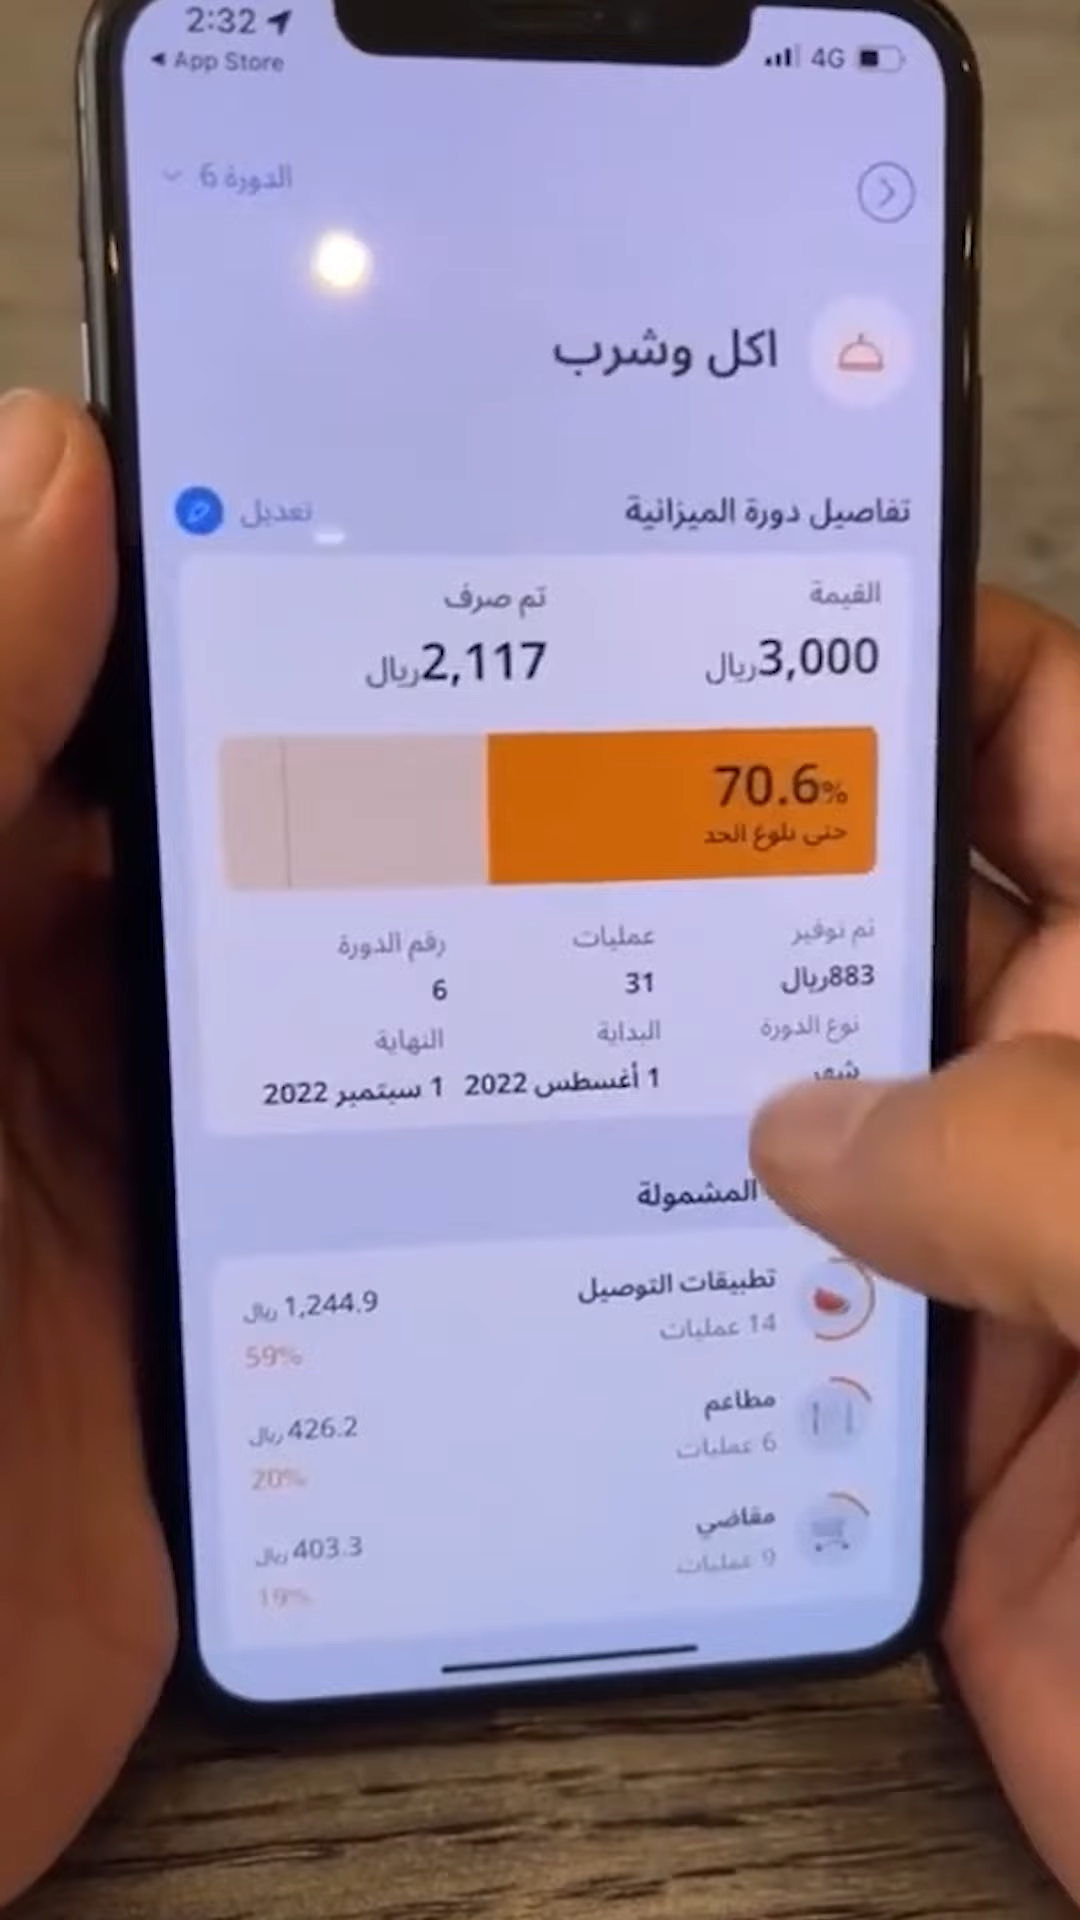 2:32
App Store
4G
الدورة 6
اكل وشرب
تفاصيل دورة الميزانية
تعديل
القيمة
تم صرف
3,000ريال
2,117ريال
70.6%
حتى بلوغ الحد
تم توفير
عمليات
رقم الدورة
883ريال
31
6
نوع الدورة
البداية
النهاية
شهر
1 أغسطس 2022
1 سبتمبر 2022
المشمولة
تطبيقات التوصيل
1,244.9 ريال
14 عمليات
59%
مطاعم
426.2 ريال
6 عمليات
20%
مقاضي
403.3 ريال
9 عمليات
19%